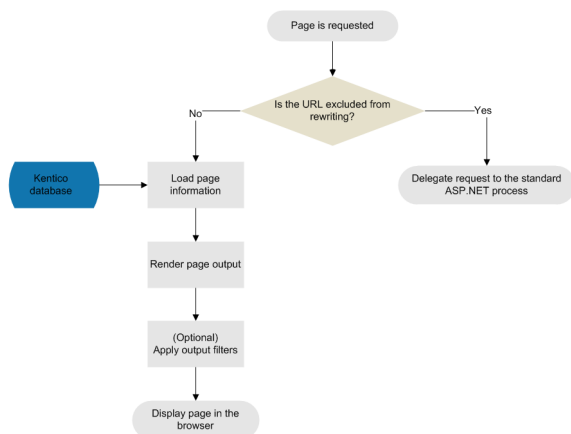 Page is requested
Is the URL excluded from
rewriting?
No
Yes
Kentico
database
Load page
information
Delegate request to the standard
ASP.NET process
Render page output
(Optional)
Apply output filters
Display page in the
browser